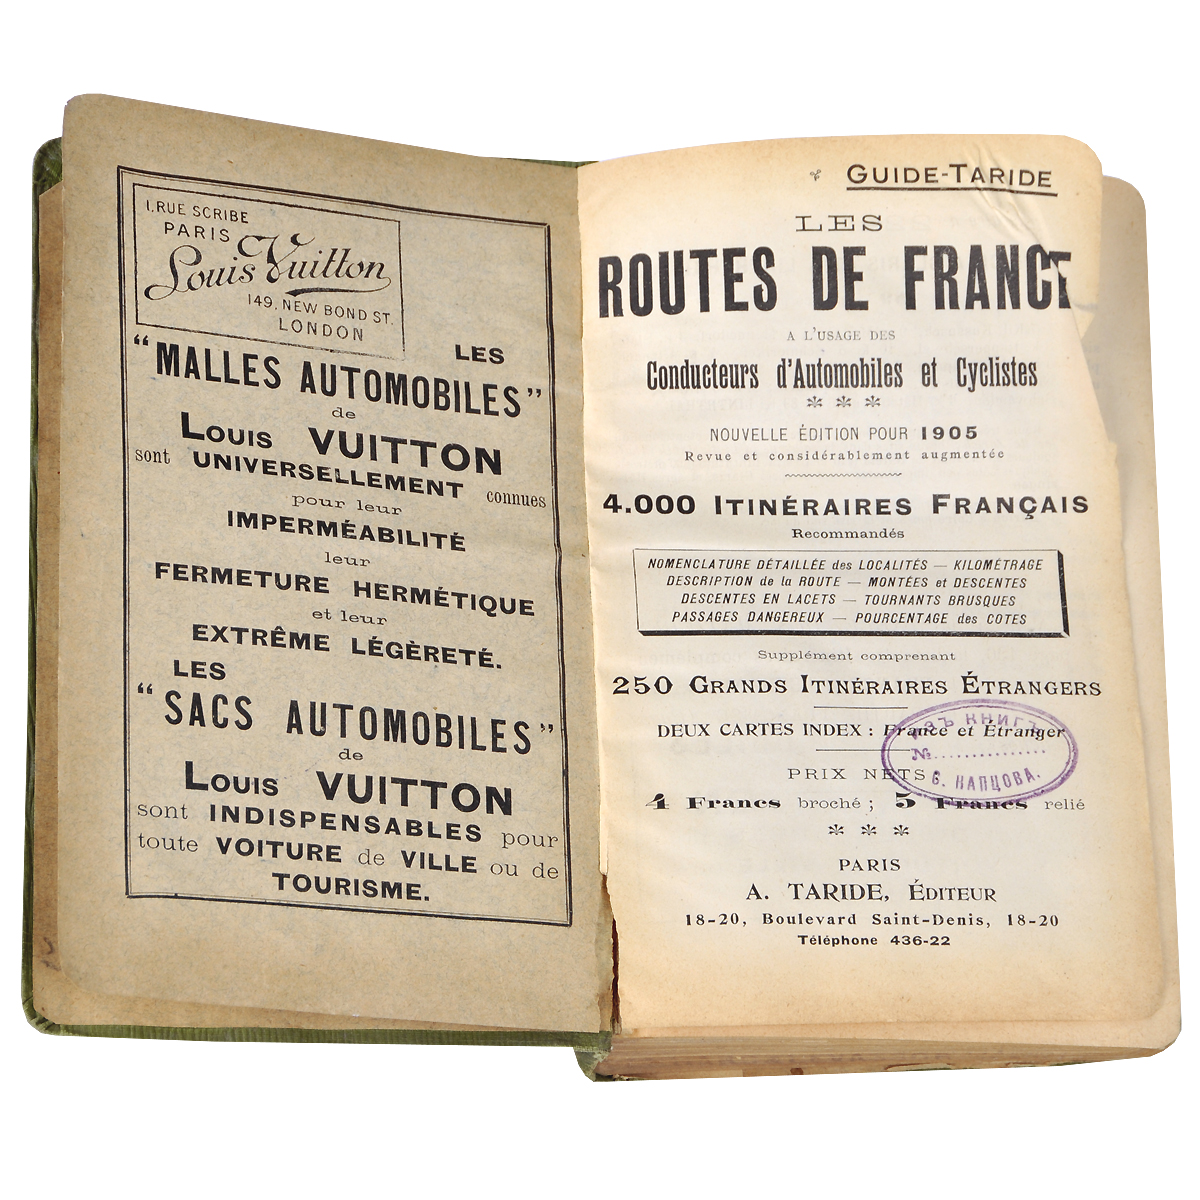 1, RUE SCRIBE
PARIS
Louis Vuitton
149, NEW BOND ST.
LONDON
LES
"MALLES AUTOMOBILES"
de
LOUIS VUITTON
sont UNIVERSELLEMENT connues
pour leur
IMPERMÉABILITÉ
leur
FERMETURE HERMÉTIQUE
et leur
EXTRÊME LÉGÈRETÉ.
LES
"SACS AUTOMOBILES"
de
LOUIS VUITTON
sont INDISPENSABLES pour
toute VOITURE de VILLE ou de
TOURISME.
GUIDE-TARIDE
LES
ROUTES DE FRANCE
A L'USAGE DES
Conducteurs d'Automobiles et Cyclistes
NOUVELLE ÉDITION POUR 1905
Revue et considérablement augmentée
4.000 ITINÉRAIRES FRANÇAIS
Recommandés
NOMENCLATURE DÉTAILLÉE des LOCALITÉS — KILOMÉTRAGE
DESCRIPTION de la ROUTE — MONTÉES et DESCENTES
DESCENTES EN LACETS — TOURNANTS BRUSQUES
PASSAGES DANGEREUX — POURCENTAGE des COTES
Supplément comprenant
250 GRANDS ITINÉRAIRES ÉTRANGERS
DEUX CARTES INDEX : France et Étranger
ИЗЪ КНИГЪ
№
С. КАПЦОВА.
PRIX NETS
4 Francs broché ; 5 Francs relié
PARIS
A. TARIDE, ÉDITEUR
18-20, Boulevard Saint-Denis, 18-20
Téléphone 436-22